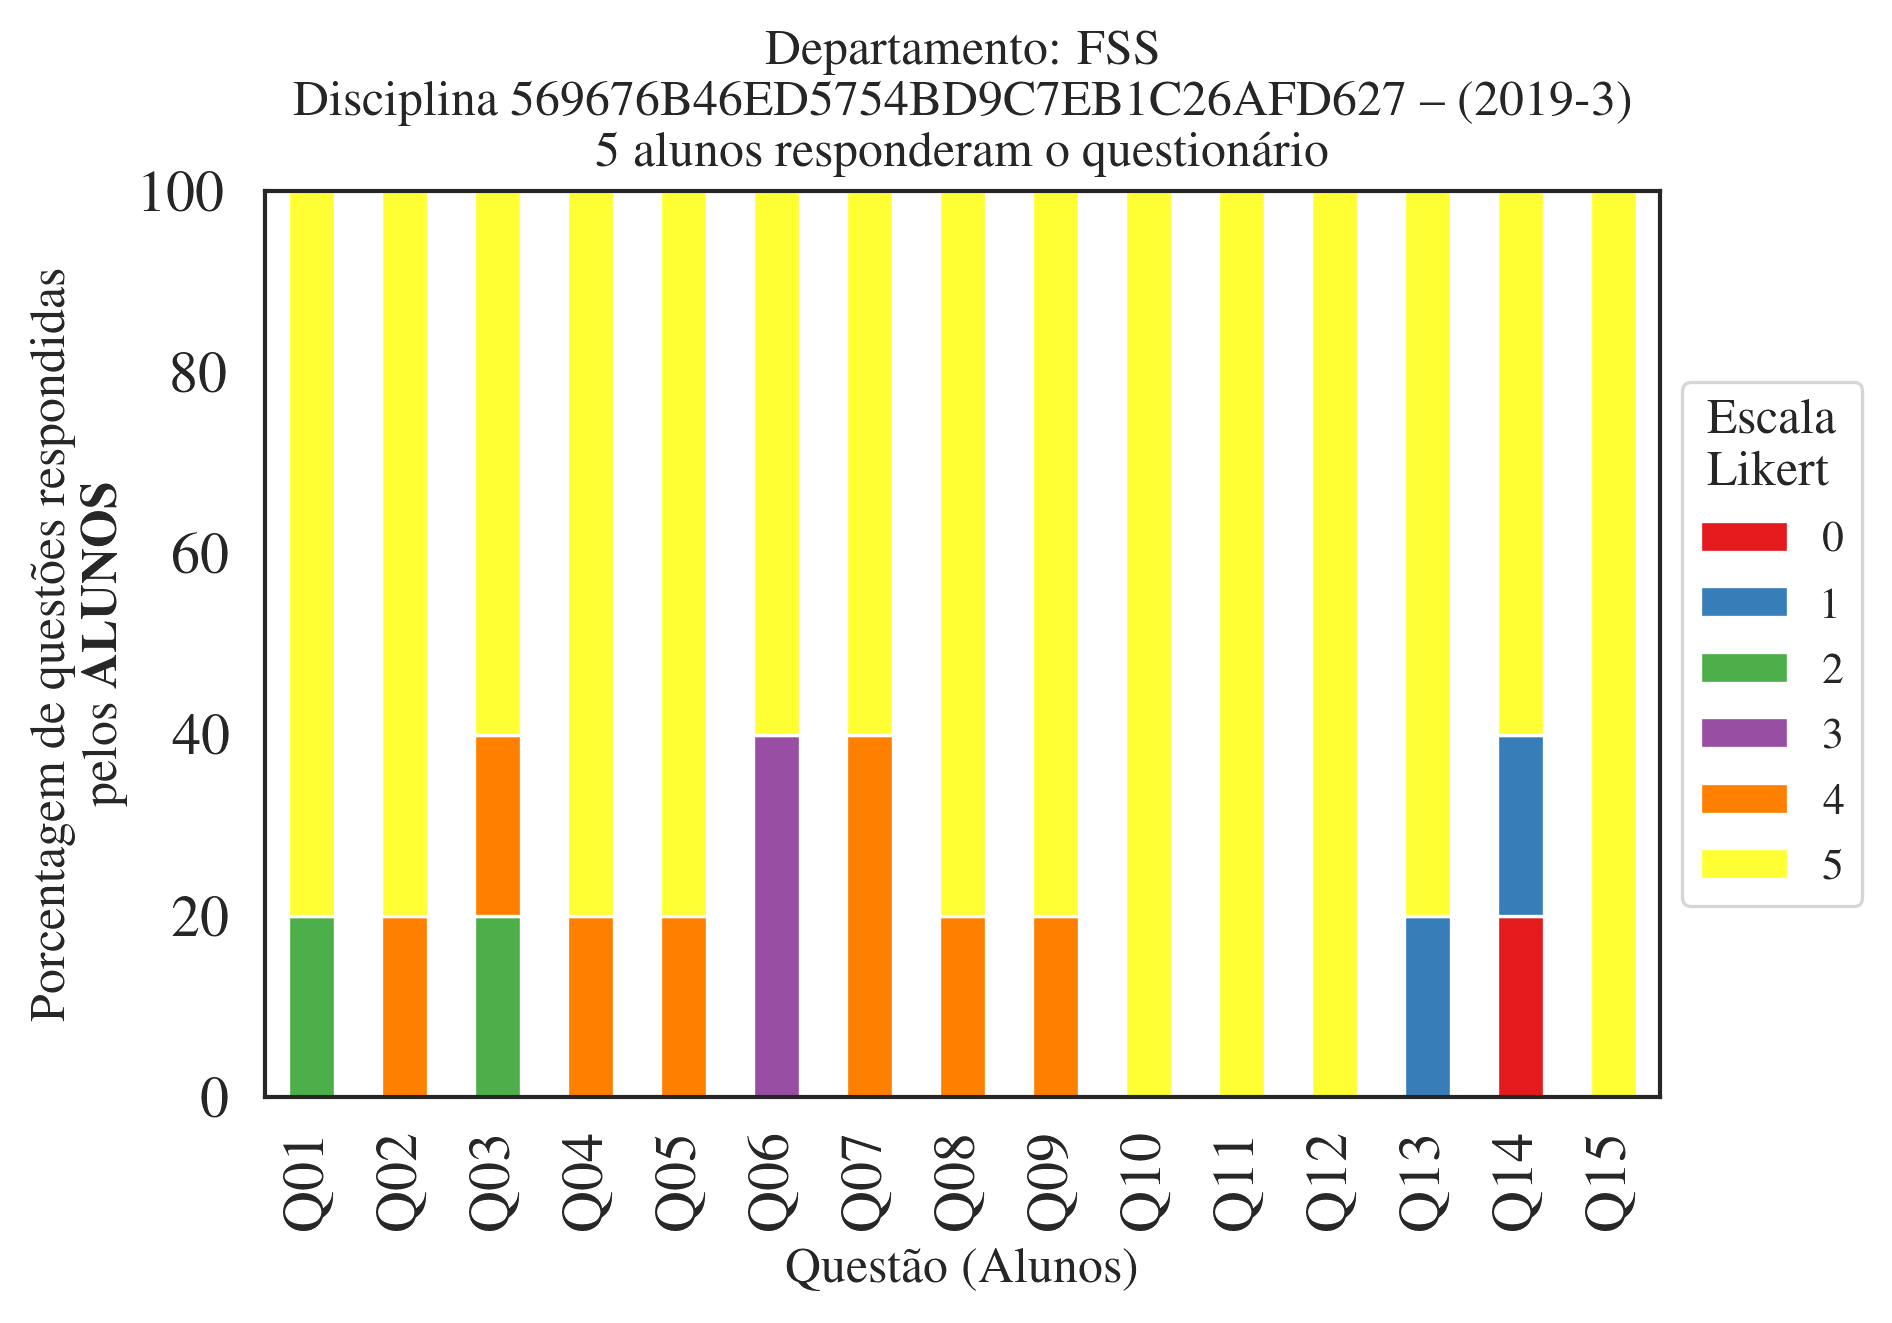 Departamento: FSS
Disciplina 569676B46ED5754BD9C7EB1C26AFD627 – (2019-3)
5 alunos responderam o questionário
Porcentagem de questões respondidas
pelos ALUNOS
100
80
60
40
20
0
Q01
Q02
Q03
Q04
Q05
Q06
Q07
Q08
Q09
Q10
Q11
Q12
Q13
Q14
Q15
Questão (Alunos)
Escala
Likert
0
1
2
3
4
5